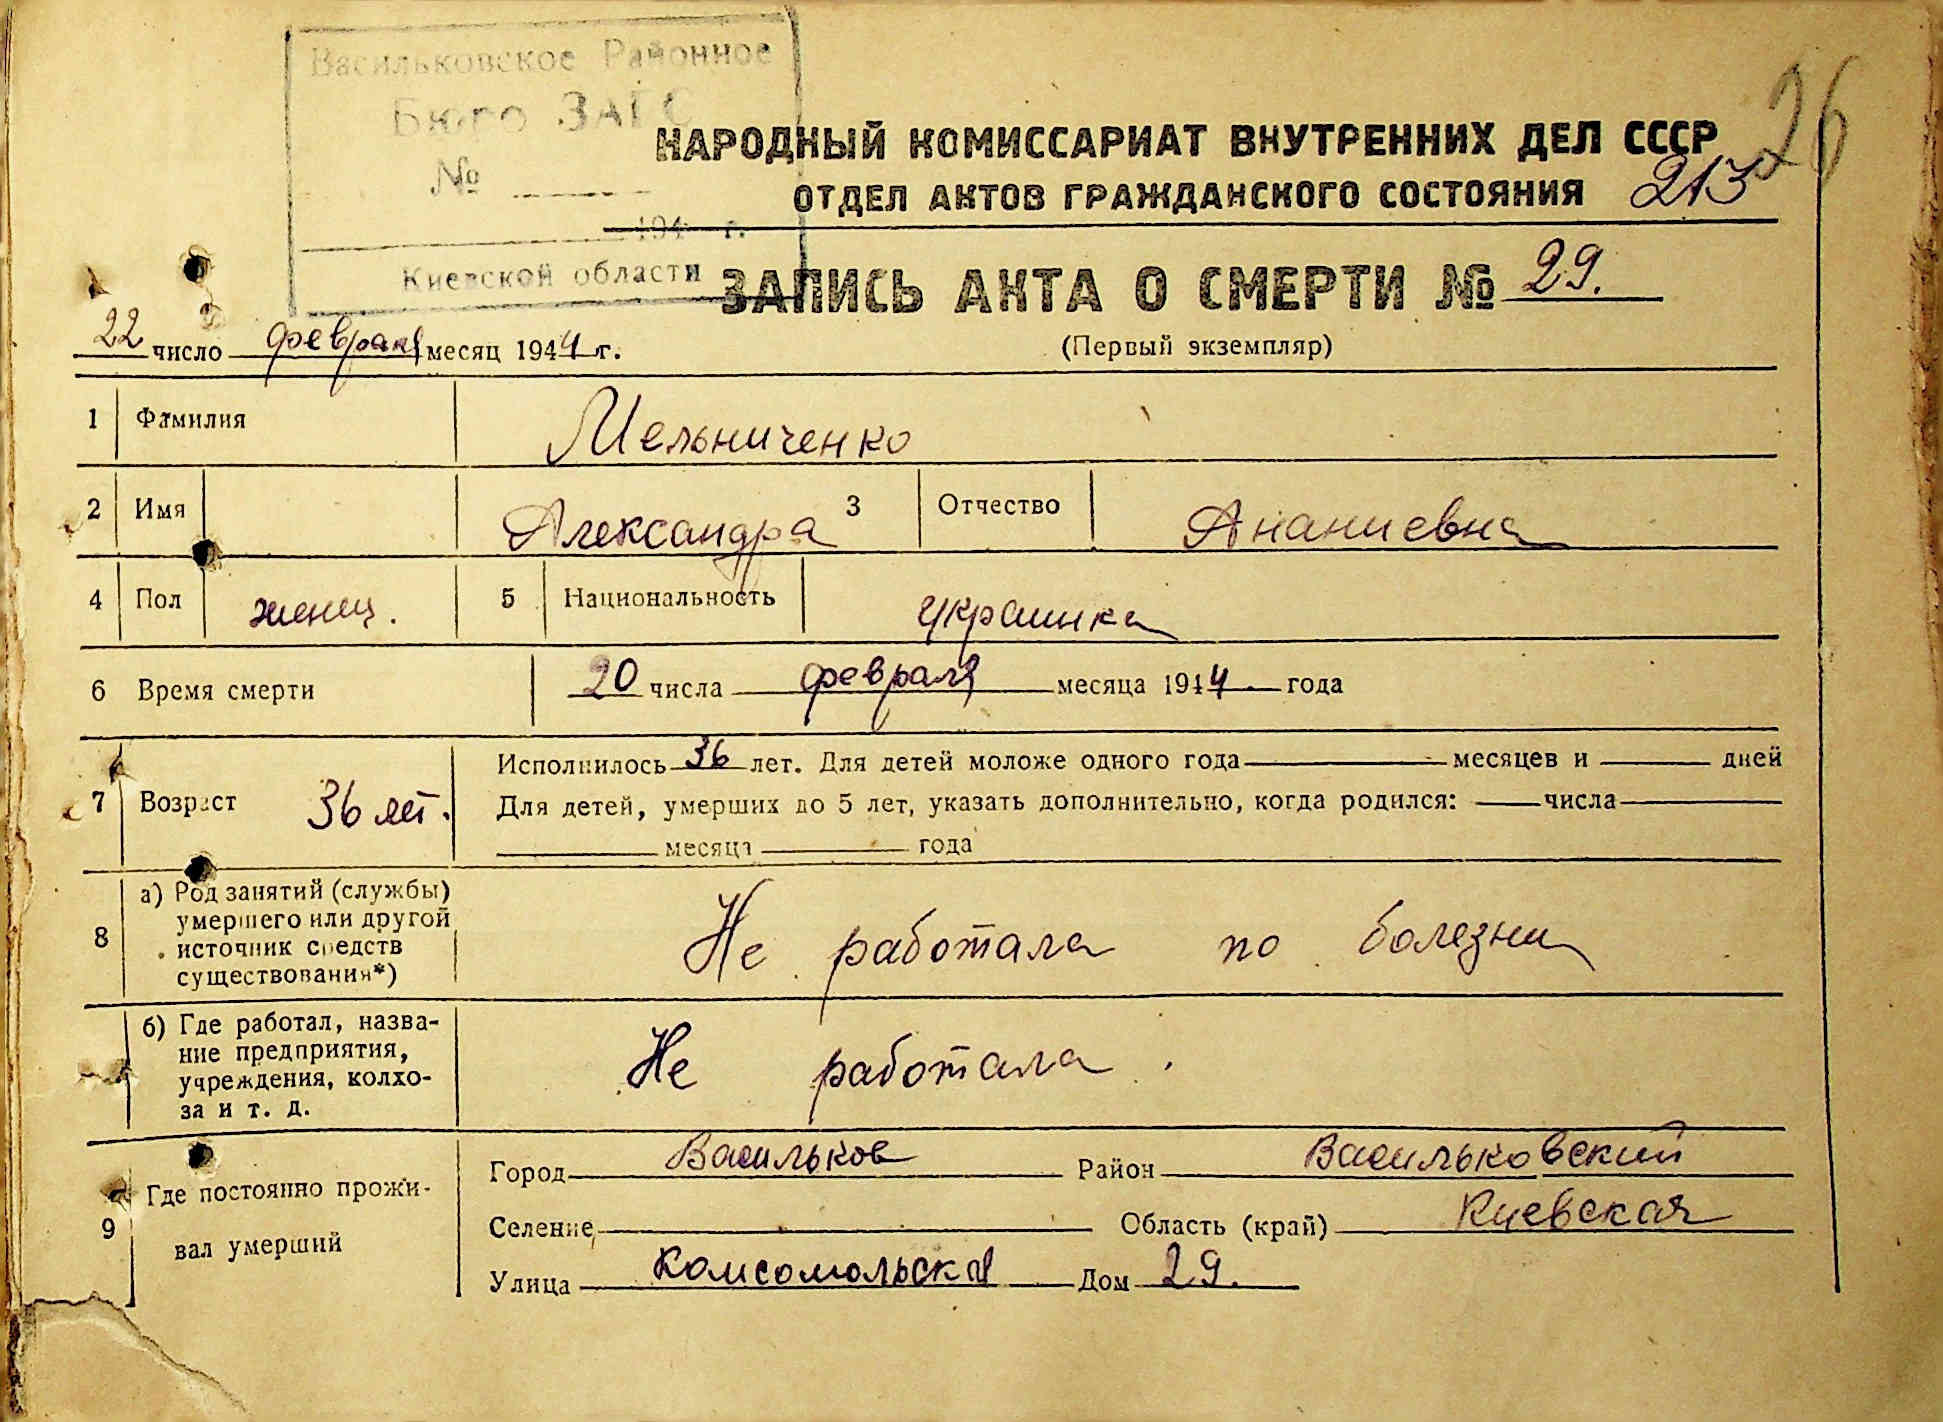 Васильковское Районное
Бюро ЗАГС
№
194 г.
Киевской области
26
НАРОДНЫЙ КОМИССАРИАТ ВНУТРЕННИХ ДЕЛ СССР
ОТДЕЛ АКТОВ ГРАЖДАНСКОГО СОСТОЯНИЯ 213
ЗАПИСЬ АКТА О СМЕРТИ № 29.
22 число февраля месяц 1944 г. (Первый экземпляр)
1 Фамилия Мельниченко
2 Имя Александра 3 Отчество Ананиевна
4 Пол женщ. 5 Национальность украинка
6 Время смерти 20 числа февраля месяца 1944 года
Исполнилось 36 лет. Для детей моложе одного года месяцев и дней
7 Возраст 36 лет. Для детей, умерших до 5 лет, указать дополнительно, когда родился: числа
месяца года
а) Род занятий (службы)
умершего или другой
8 источник средств Не работала по болезни
существования*)
б) Где работал, назва-
ние предприятия, Не работала.
учреждения, колхо-
за и т. д.
Город Васильков Район Васильковский
9 Где постоянно прожи- Селение Область (край) Киевская
вал умерший Улица Комсомольская Дом 29.